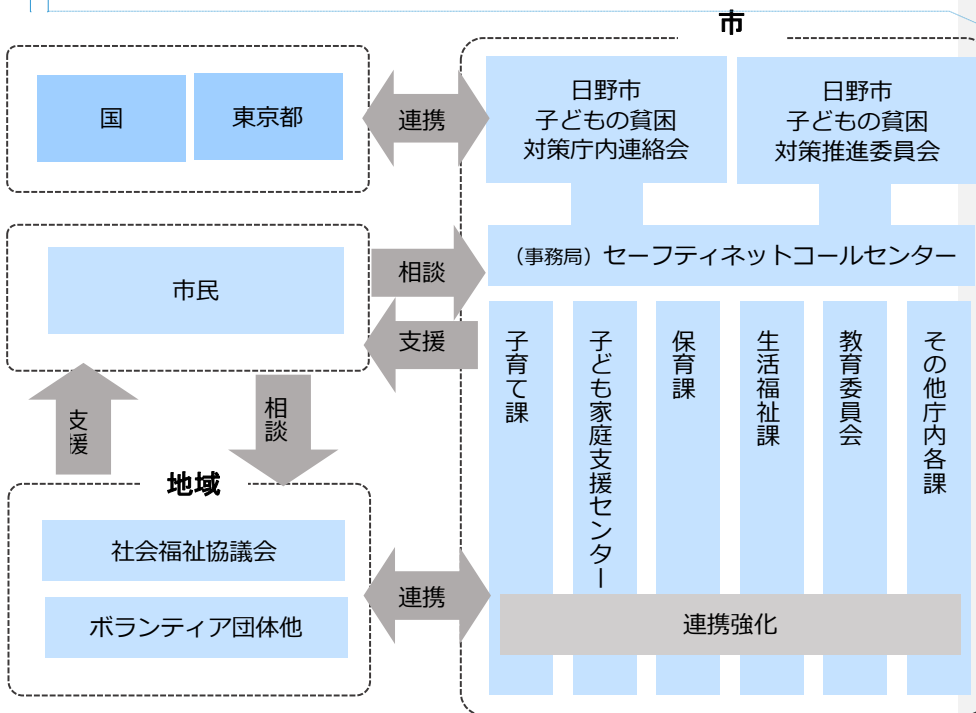 市
国
東京都
連携
日野市
子どもの貧困
対策庁内連絡会
日野市
子どもの貧困
対策推進委員会
（事務局）セーフティネットコールセンター
市民
相談
支援
子育て課
子ども家庭支援センター
保育課
生活福祉課
教育委員会
その他庁内各課
支援
相談
地域
社会福祉協議会
ボランティア団体他
連携
連携強化